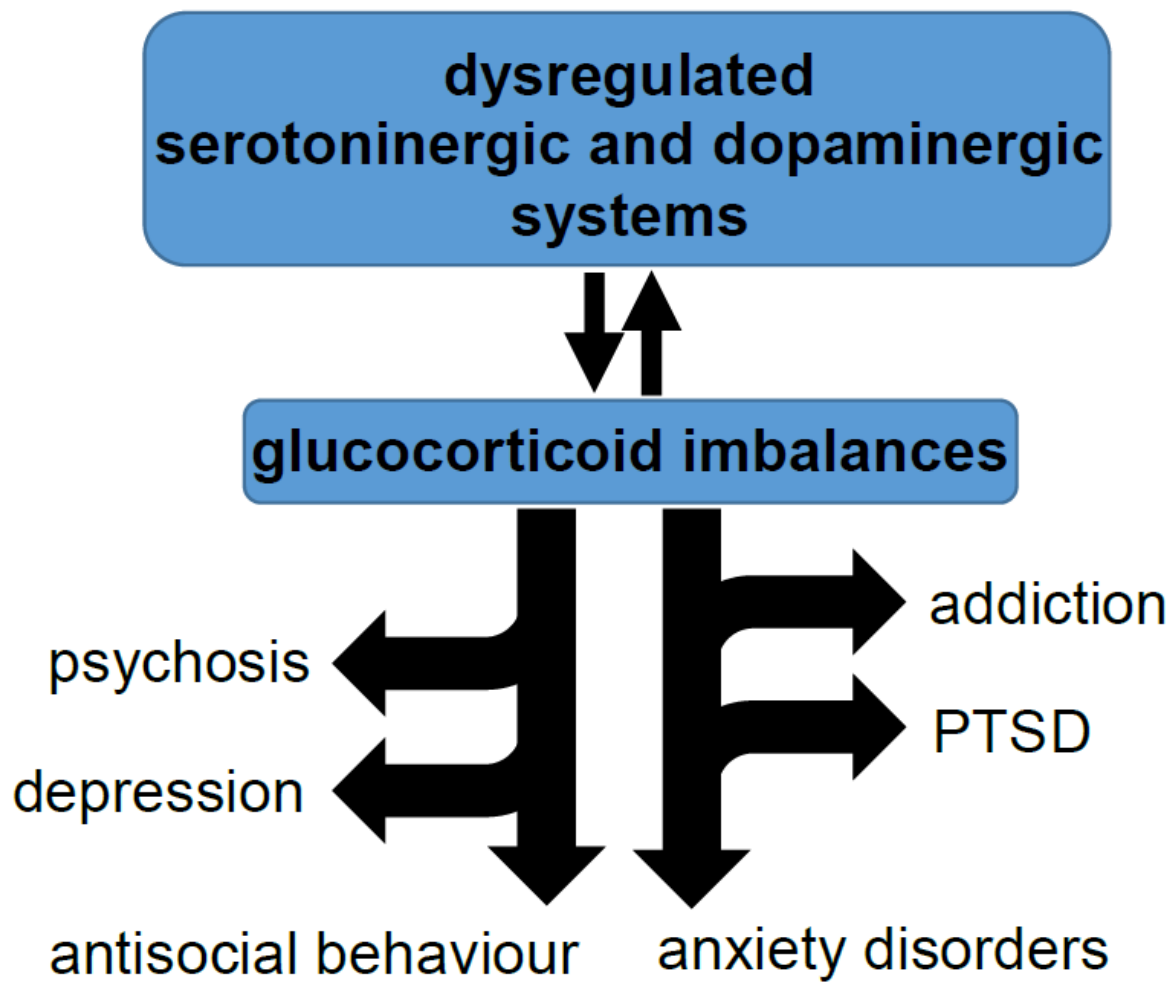 dysregulated
serotoninergic and dopaminergic
systems
glucocorticoid imbalances
addiction
psychosis
PTSD
depression
antisocial behaviour
anxiety disorders